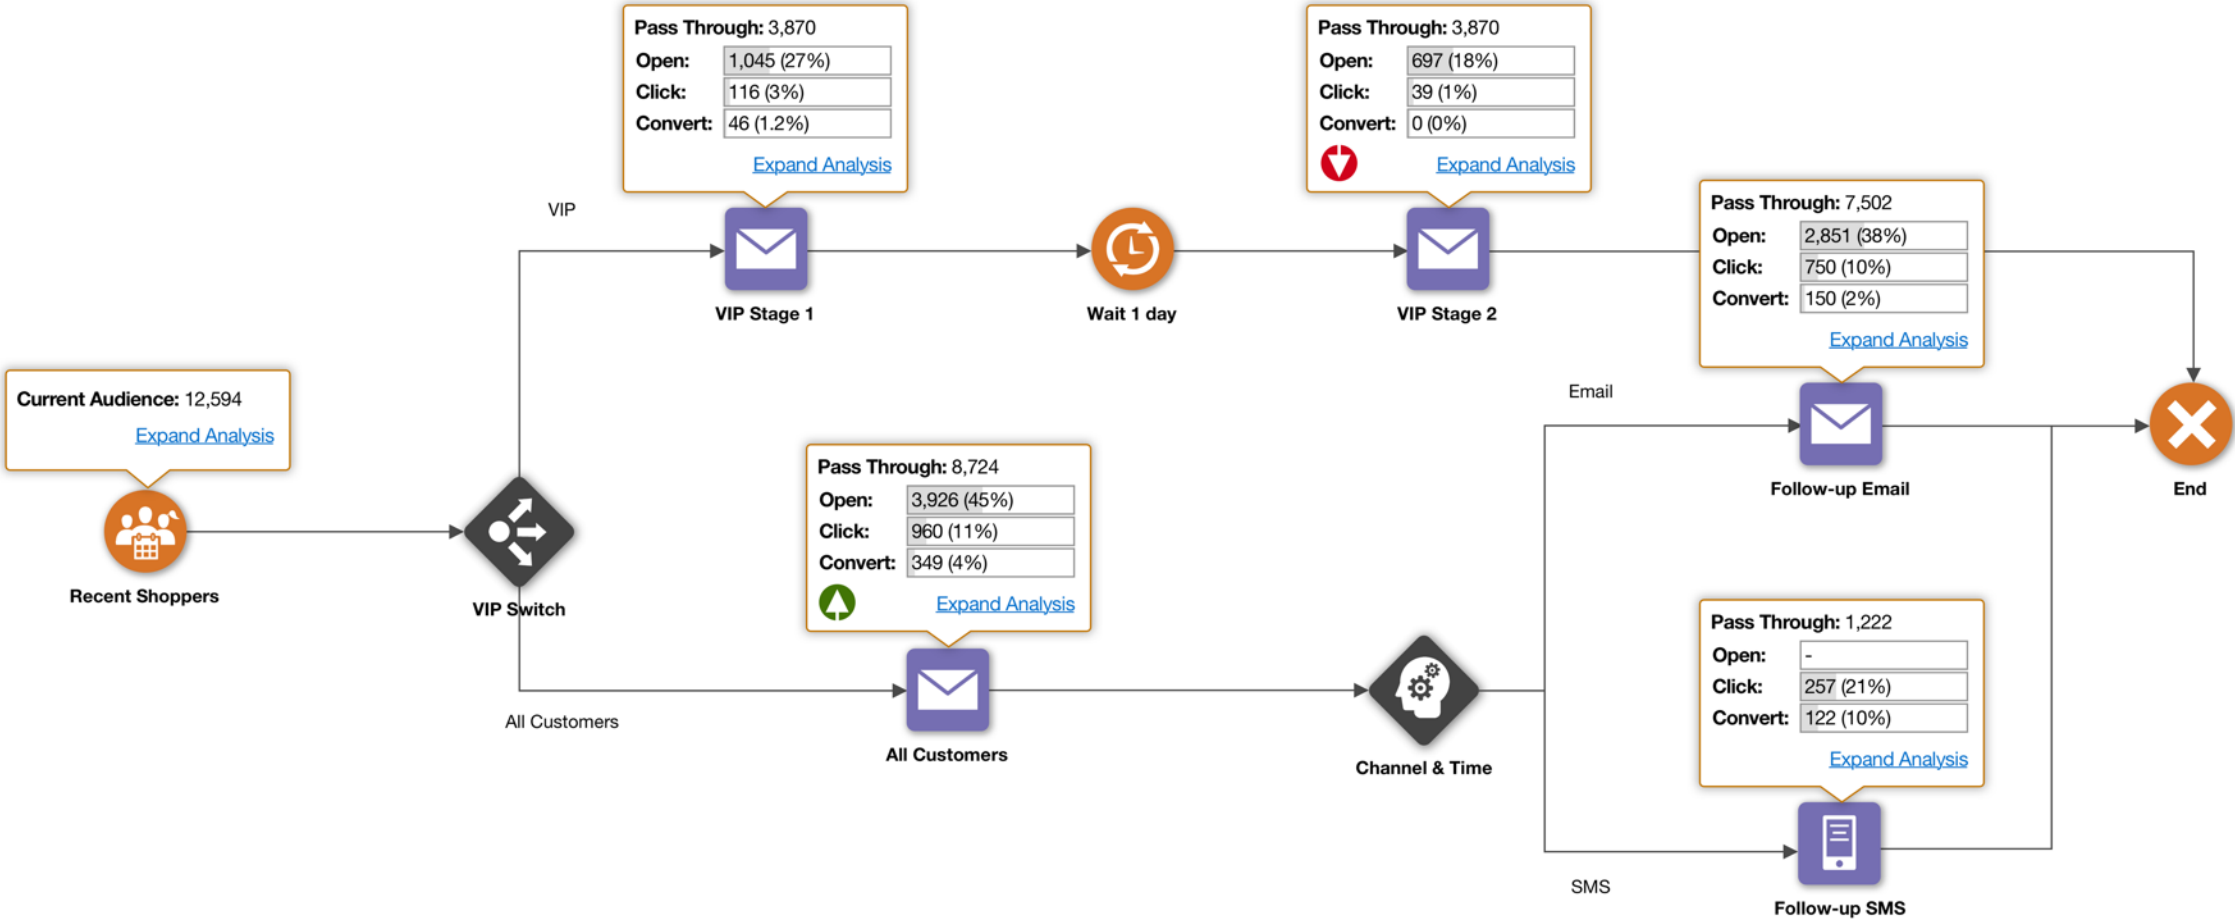 Pass Through: 3,870
Open: 1,045 (27%)
Click: 116 (3%)
Convert: 46 (1.2%)
Expand Analysis
Pass Through: 3,870
Open: 697 (18%)
Click: 39 (1%)
Convert: 0 (0%)
Expand Analysis
VIP
VIP Stage 1
Wait 1 day
VIP Stage 2
Pass Through: 7,502
Open: 2,851 (38%)
Click: 750 (10%)
Convert: 150 (2%)
Expand Analysis
Current Audience: 12,594
Expand Analysis
Email
Recent Shoppers
VIP Switch
Pass Through: 8,724
Open: 3,926 (45%)
Click: 960 (11%)
Convert: 349 (4%)
Expand Analysis
Follow-up Email
End
All Customers
All Customers
Channel & Time
Pass Through: 1,222
Open: -
Click: 257 (21%)
Convert: 122 (10%)
Expand Analysis
SMS
Follow-up SMS